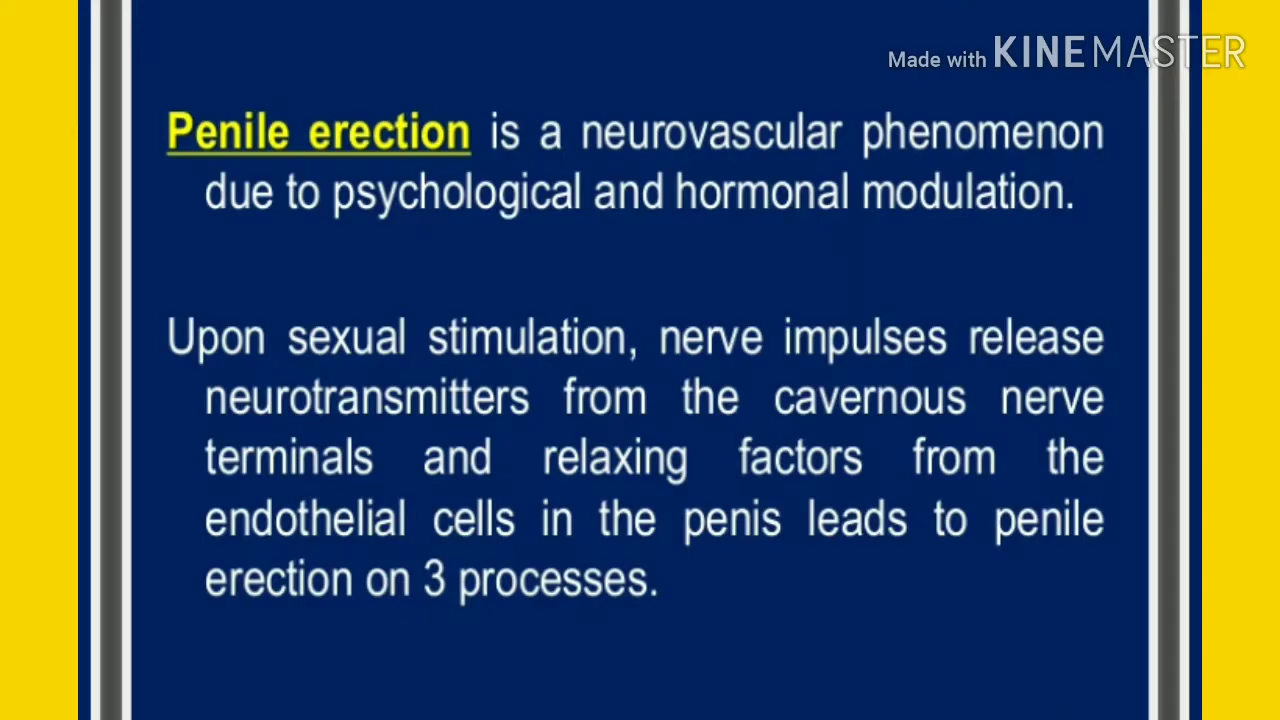 Made with KINEMASTER
Penile erection is a neurovascular phenomenon
due to psychological and hormonal modulation.
Upon sexual stimulation, nerve impulses release
neurotransmitters from the cavernous nerve
terminals and relaxing factors from the
endothelial cells in the penis leads to penile
erection on 3 processes.